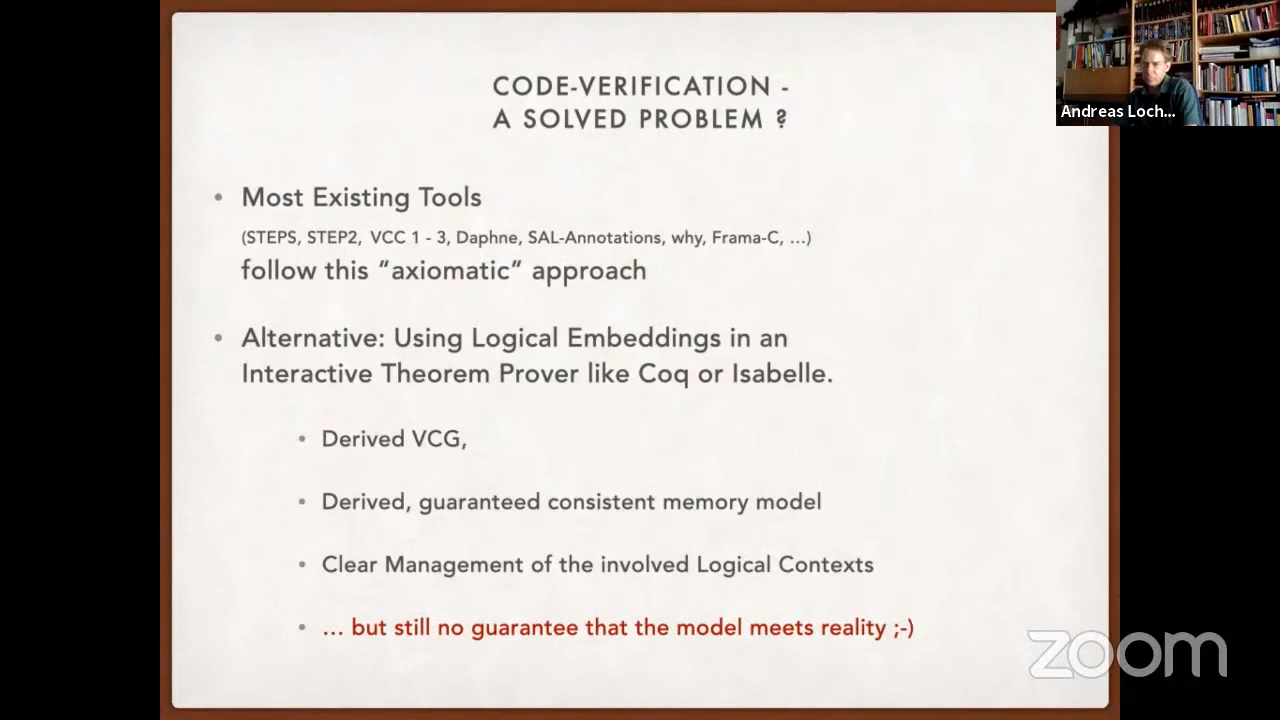 CODE-VERIFICATION -
A SOLVED PROBLEM ?
Andreas Loch...
• Most Existing Tools
(STEPS, STEP2, VCC 1 - 3, Daphne, SAL-Annotations, why, Frama-C, ...)
follow this “axiomatic” approach
• Alternative: Using Logical Embeddings in an
Interactive Theorem Prover like Coq or Isabelle.
• Derived VCG,
• Derived, guaranteed consistent memory model
• Clear Management of the involved Logical Contexts
• ... but still no guarantee that the model meets reality ;-)
zoom